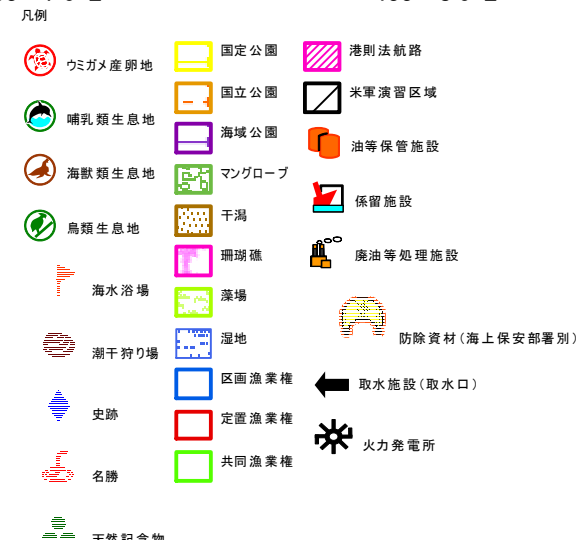 凡例
ウミガメ産卵地
哺乳類生息地
海獣類生息地
鳥類生息地
海水浴場
潮干狩り場
史跡
名勝
天然記念物
国定公園
国立公園
海域公園
マングローブ
干潟
珊瑚礁
藻場
湿地
区画漁業権
定置漁業権
共同漁業権
港則法航路
米軍演習区域
油等保管施設
係留施設
廃油等処理施設
防除資材(海上保安部署別)
取水施設(取水口)
火力発電所